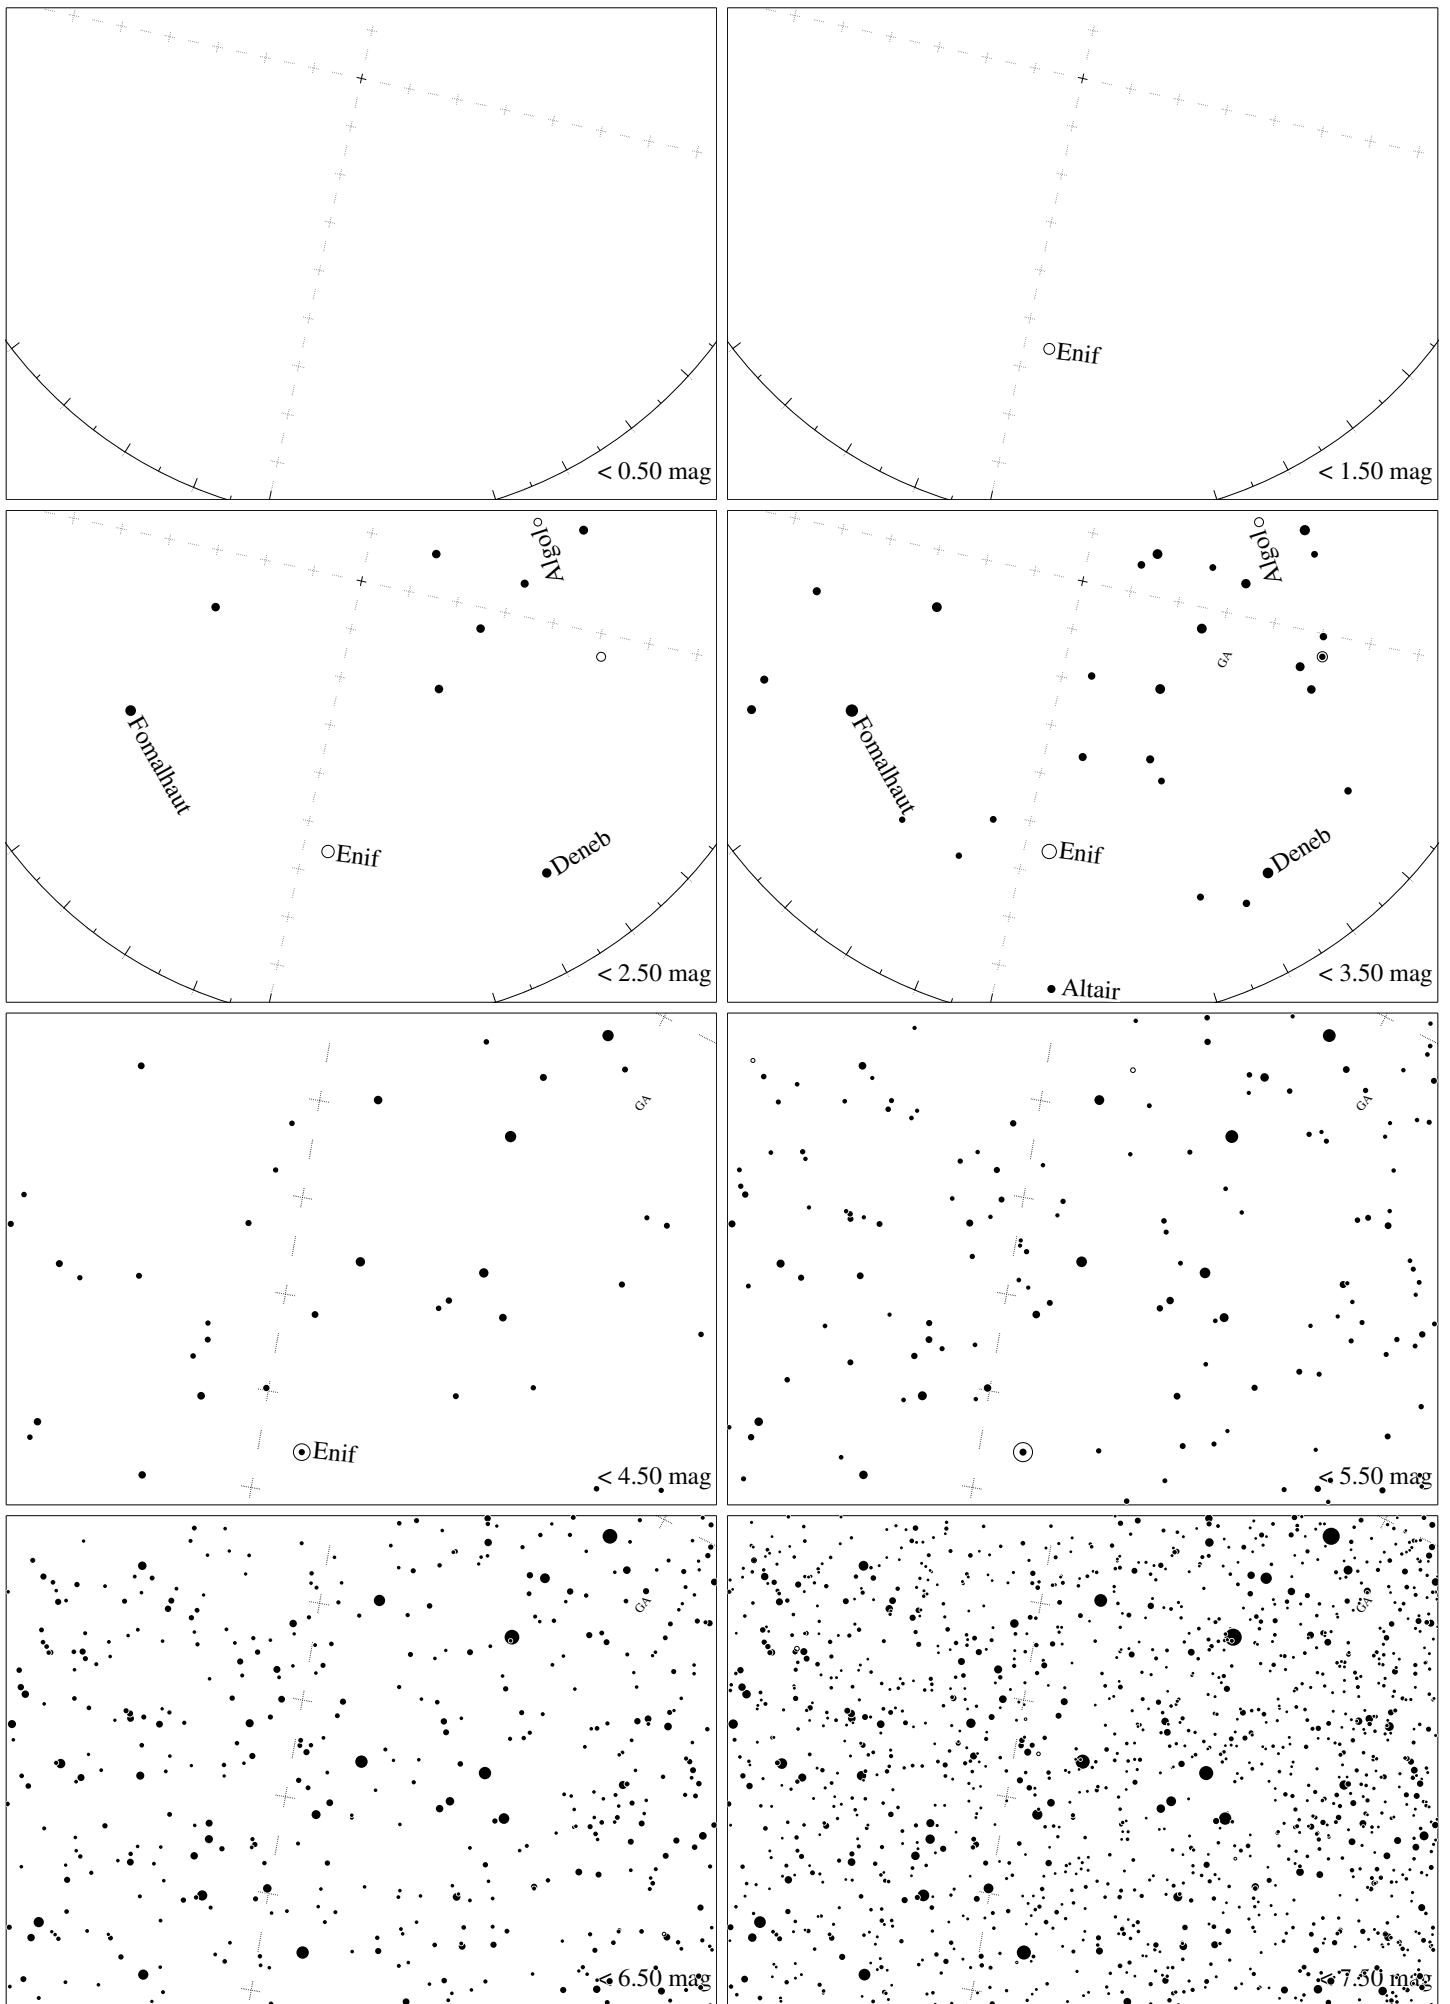 < 0.50 mag
Enif
< 1.50 mag
Algol
Fomalhaut
Enif
Deneb
< 2.50 mag
Algol
GA
Fomalhaut
Enif
Deneb
< 3.50 mag
Altair
GA
Enif
< 4.50 mag
GA
< 5.50 mag
GA
< 6.50 mag
GA
< 7.50 mag